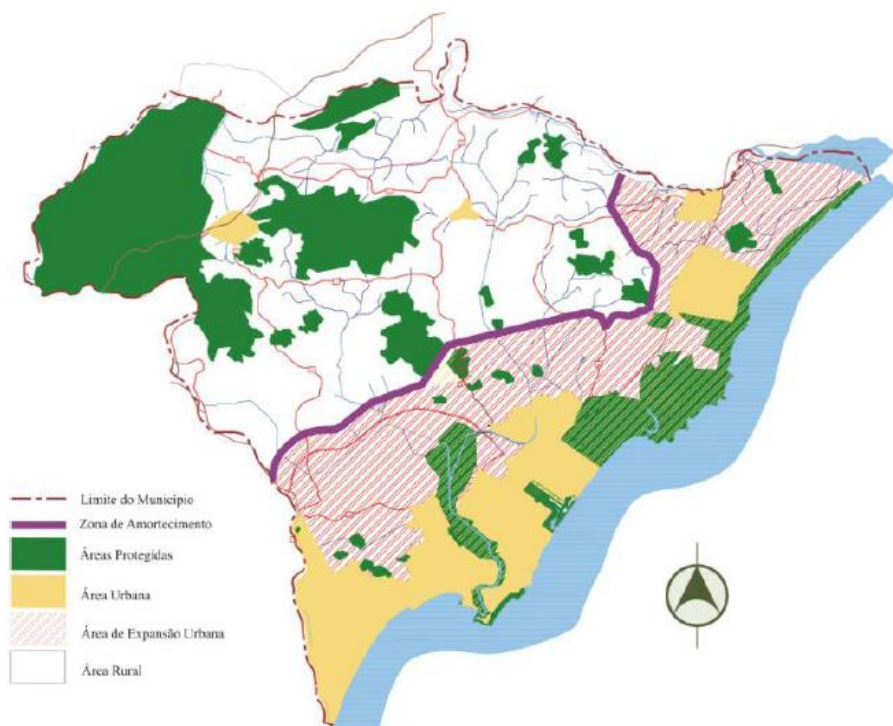 Limite do Município
Zona de Amortecimento
Áreas Protegidas
Área Urbana
Área de Expansão Urbana
Área Rural